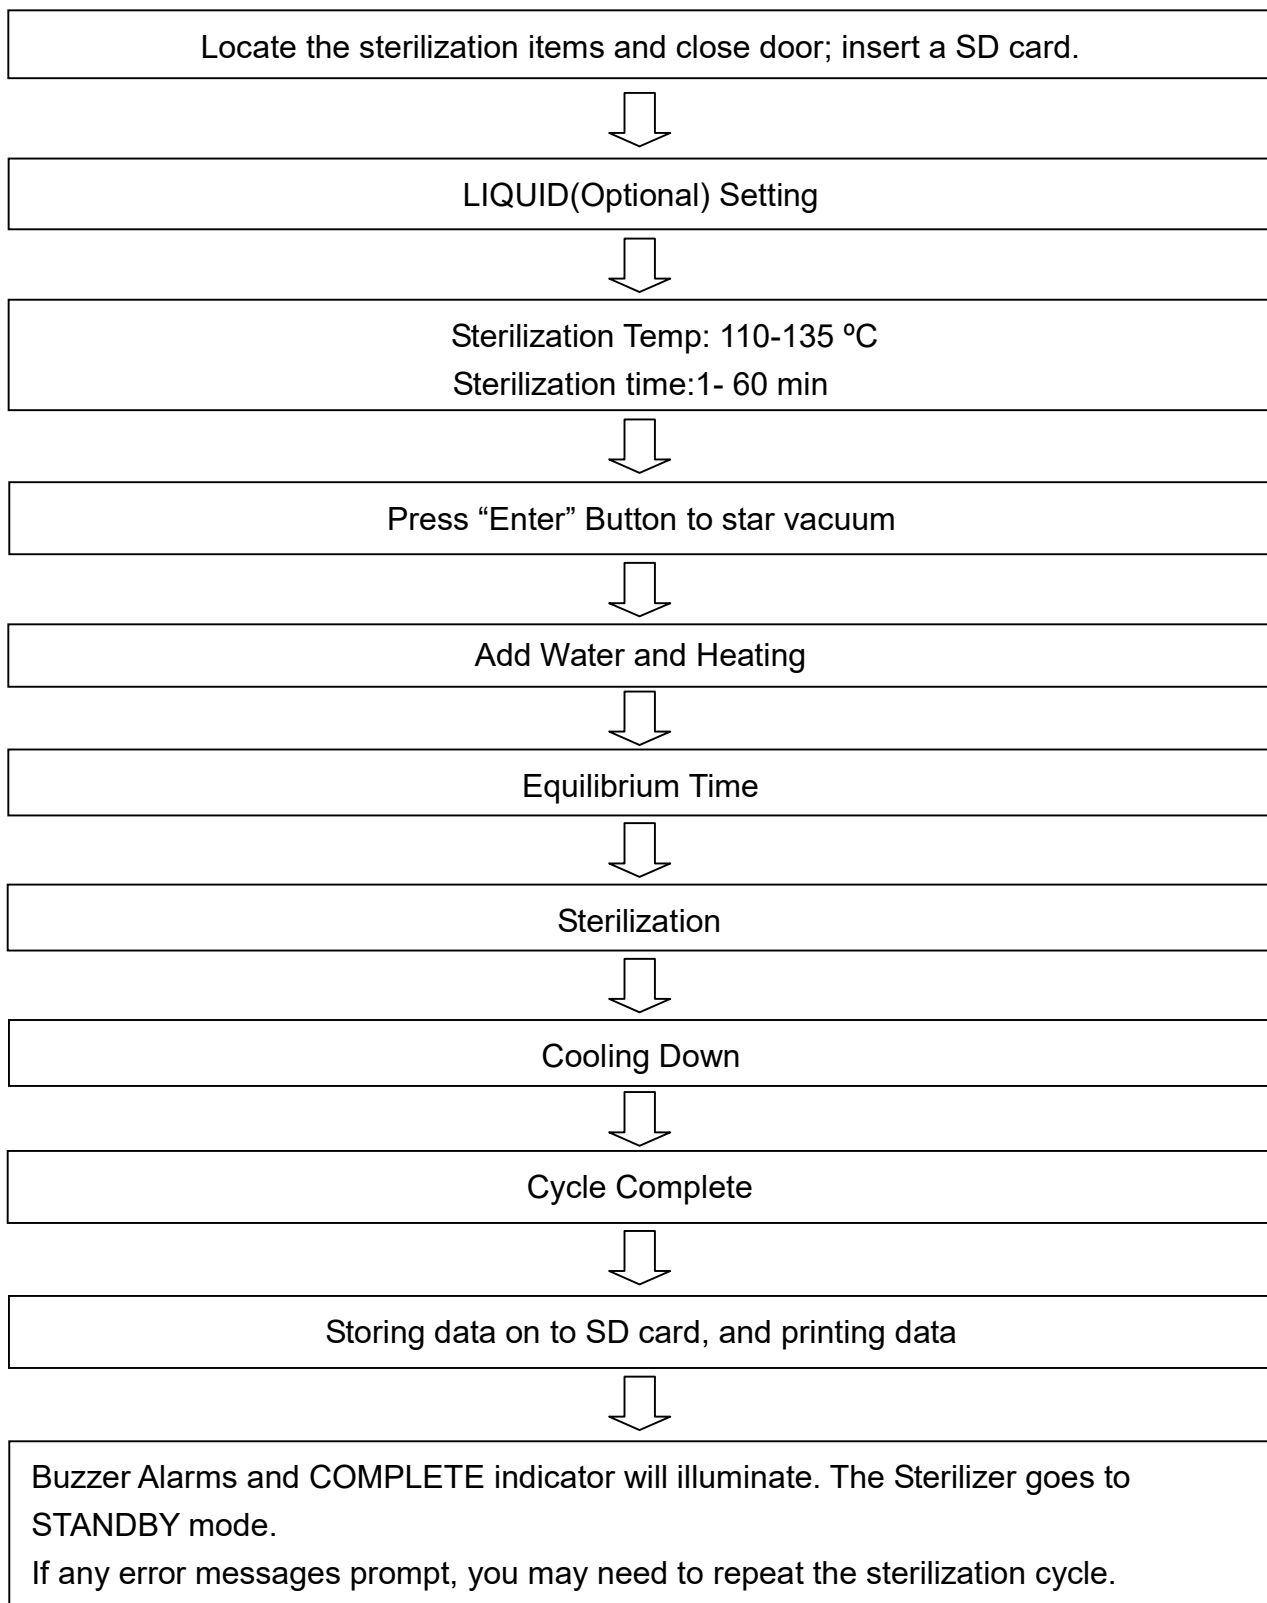 Locate the sterilization items and close door; insert a SD card.
LIQUID(Optional) Setting
Sterilization Temp: 110-135 ºC
Sterilization time:1- 60 min
Press “Enter” Button to star vacuum
Add Water and Heating
Equilibrium Time
Sterilization
Cooling Down
Cycle Complete
Storing data on to SD card, and printing data
Buzzer Alarms and COMPLETE indicator will illuminate. The Sterilizer goes to
STANDBY mode.
If any error messages prompt, you may need to repeat the sterilization cycle.